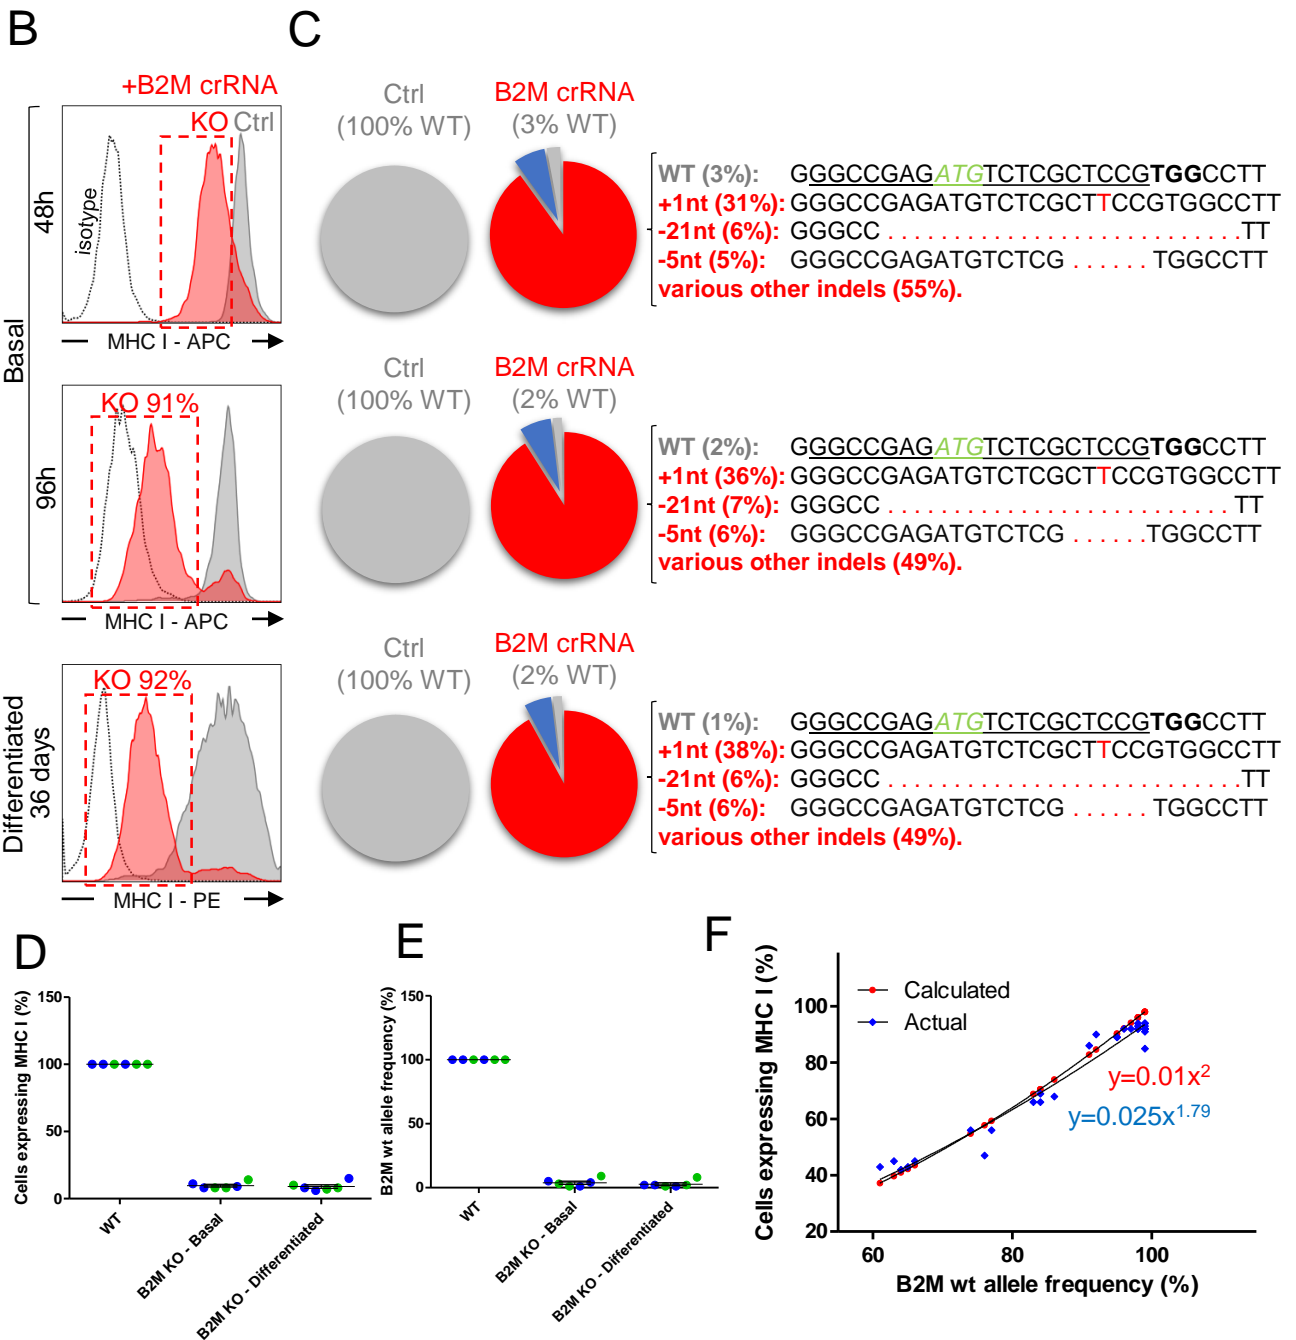 B
+B2M crRNA
KO Ctrl
isotype
48h
MHC I - APC
Basal
KO 91%
96h
MHC I - APC
KO 92%
Differentiated
36 days
MHC I - PE
C
Ctrl
(100% WT)
B2M crRNA
(3% WT)
WT (3%): GGGCCGAGATGTCTCGCTCCGTGGCCTT
+1nt (31%): GGGCCGAGATGTCTCGCTTCCGTGGCCTT
-21nt (6%): GGGCC . . . . . . . . . . . . . . . . . . . . . . . . . . TT
-5nt (5%): GGGCCGAGATGTCTCG . . . . . . TGGCCTT
various other indels (55%).
Ctrl
(100% WT)
B2M crRNA
(2% WT)
WT (2%): GGGCCGAGATGTCTCGCTCCGTGGCCTT
+1nt (36%): GGGCCGAGATGTCTCGCTTCCGTGGCCTT
-21nt (7%): GGGCC . . . . . . . . . . . . . . . . . . . . . . . . . TT
-5nt (6%): GGGCCGAGATGTCTCG . . . . . . TGGCCTT
various other indels (49%).
Ctrl
(100% WT)
B2M crRNA
(2% WT)
WT (1%): GGGCCGAGATGTCTCGCTCCGTGGCCTT
+1nt (38%): GGGCCGAGATGTCTCGCTTCCGTGGCCTT
-21nt (6%): GGGCC . . . . . . . . . . . . . . . . . . . . . . . . . . TT
-5nt (6%): GGGCCGAGATGTCTCG . . . . . . TGGCCTT
various other indels (49%).
D
Cells expressing MHC I (%)
150
100
50
0
WT
B2M KO - Basal
B2M KO - Differentiated
E
B2M wt allele frequency (%)
150
100
50
0
WT
B2M KO - Basal
B2M KO - Differentiated
F
Cells expressing MHC I (%)
100
80
60
40
20
Calculated
Actual
y=0.01x²
y=0.025x¹·⁷⁹
60 80 100
B2M wt allele frequency (%)